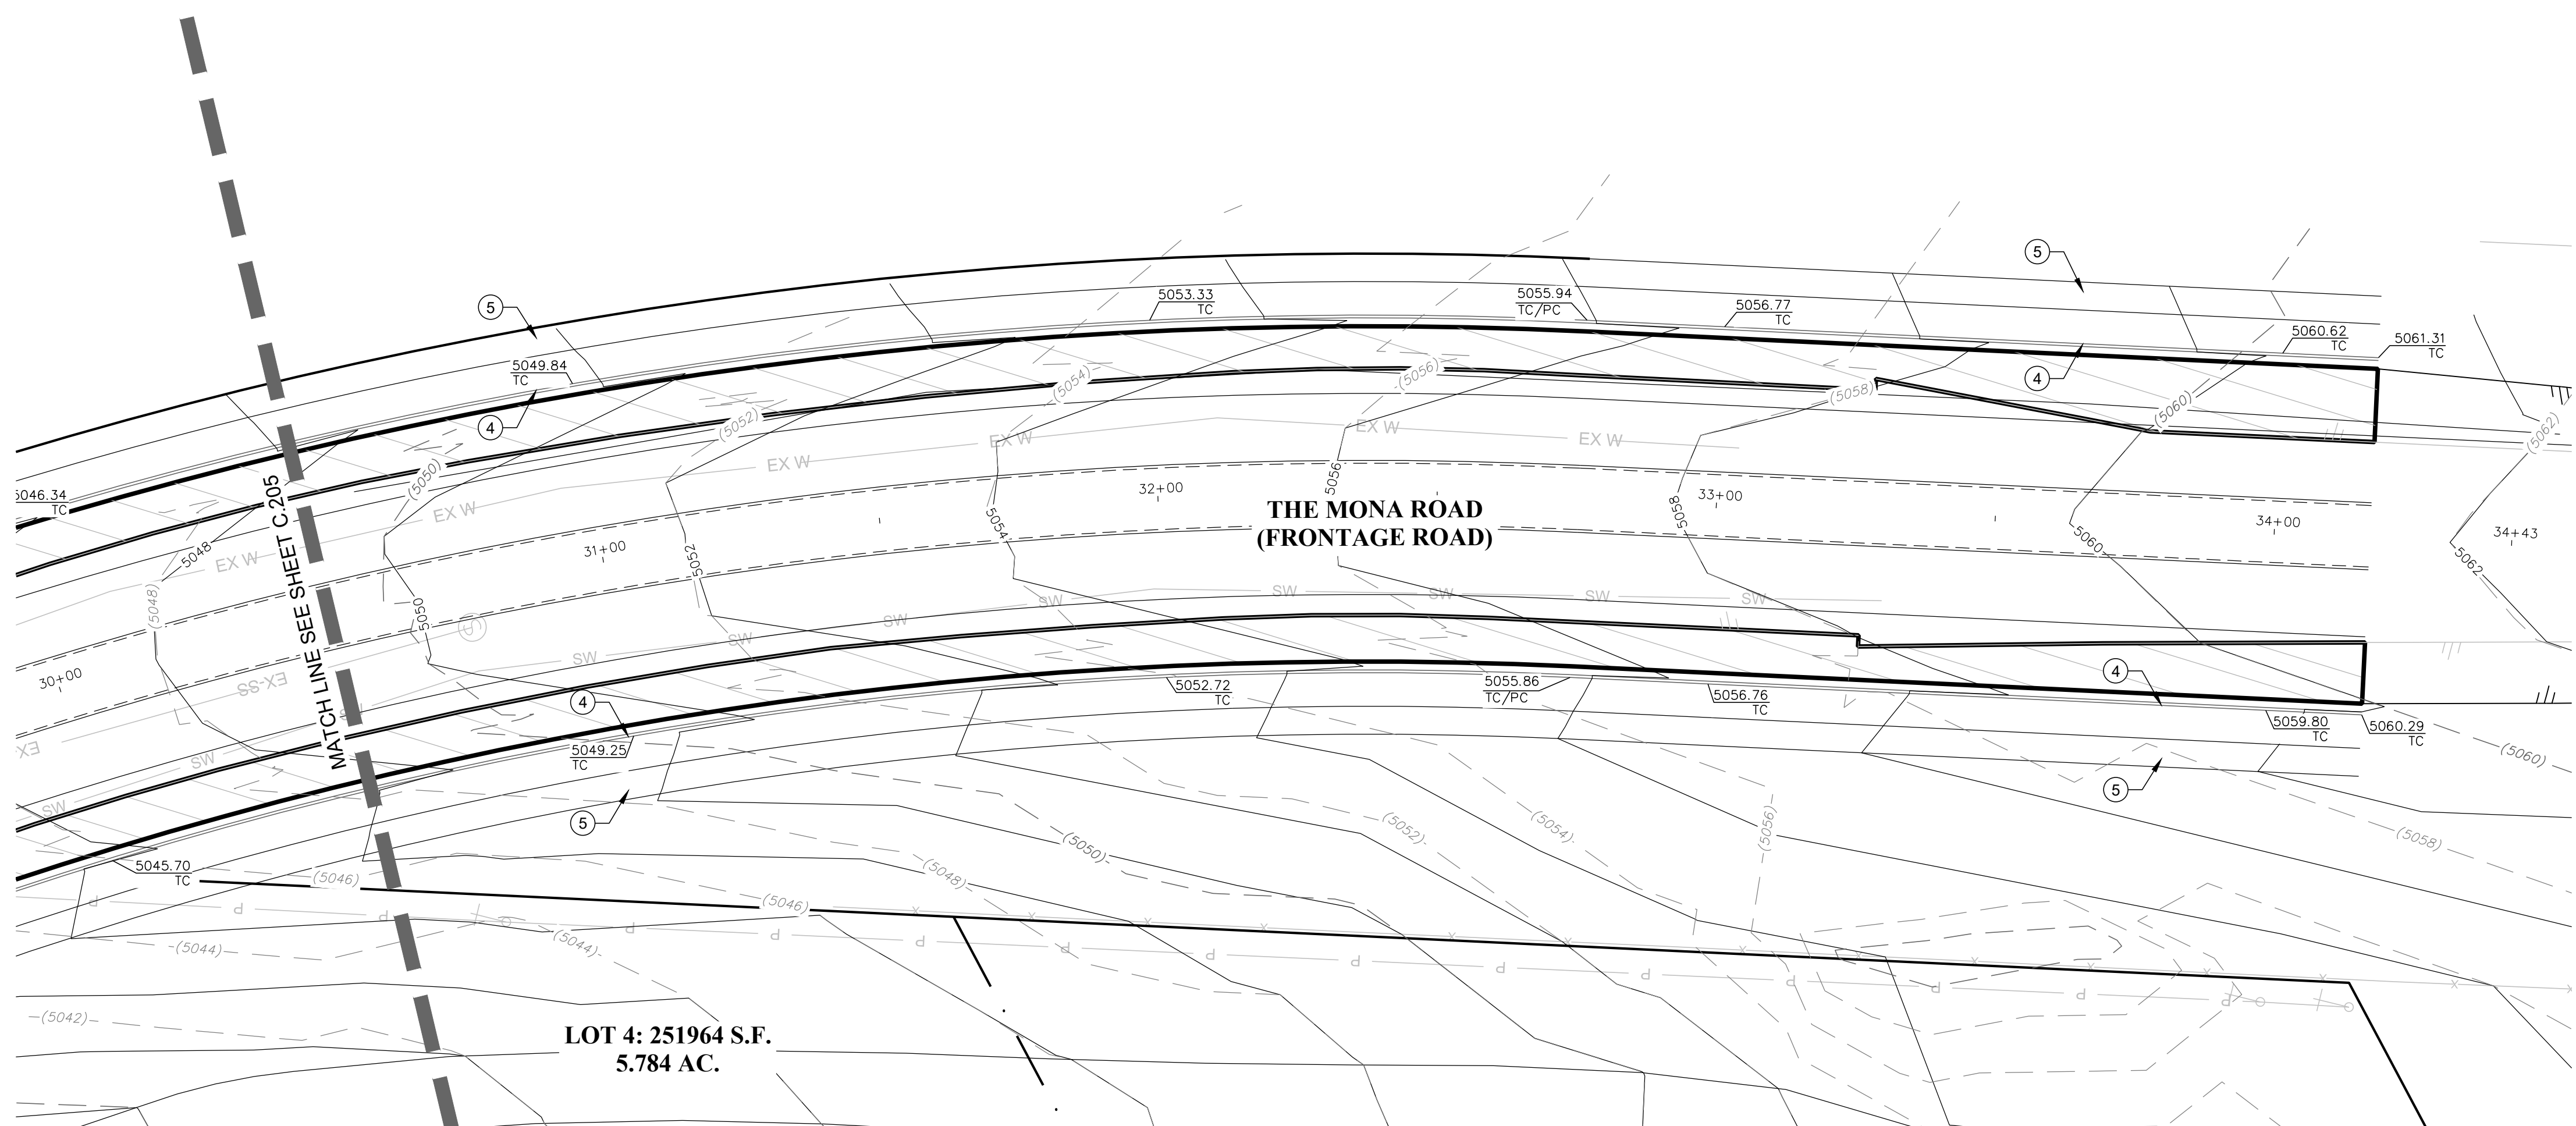 5
5
5053.33
TC
5055.94
TC/PC
5056.77
TC
5060.62
TC
5061.31
TC
5049.84
TC
4
4
(5054)
(5056)
(5058)
(5060)
(5062)
(5052)
EX W
EX W
EX W
EX W
(5050)
5046.34
TC
5056
32+00
33+00
34+00
34+43
5058
5054
THE MONA ROAD
(FRONTAGE ROAD)
EX W
31+00
5048
EX W
5052
5060
5062
MATCH LINE SEE SHEET C.205
(5048)
5050
S
SW
SW
SW
SW
SW
SW
SW
SW
30+00
EX-SS
4
4
5052.72
TC
5055.86
TC/PC
5056.76
TC
5059.80
TC
5060.29
TC
5049.25
TC
EX
SW
(5060)
5
5
SW
(5050)
(5052)
(5054)
(5056)
(5058)
5045.70
TC
(5046)
(5048)
(5046)
P P P P P P P P P P P P P P P P
x x x x x x x x x x x x x x
(5044)
(5044)
(5042)
LOT 4: 251964 S.F.
5.784 AC.